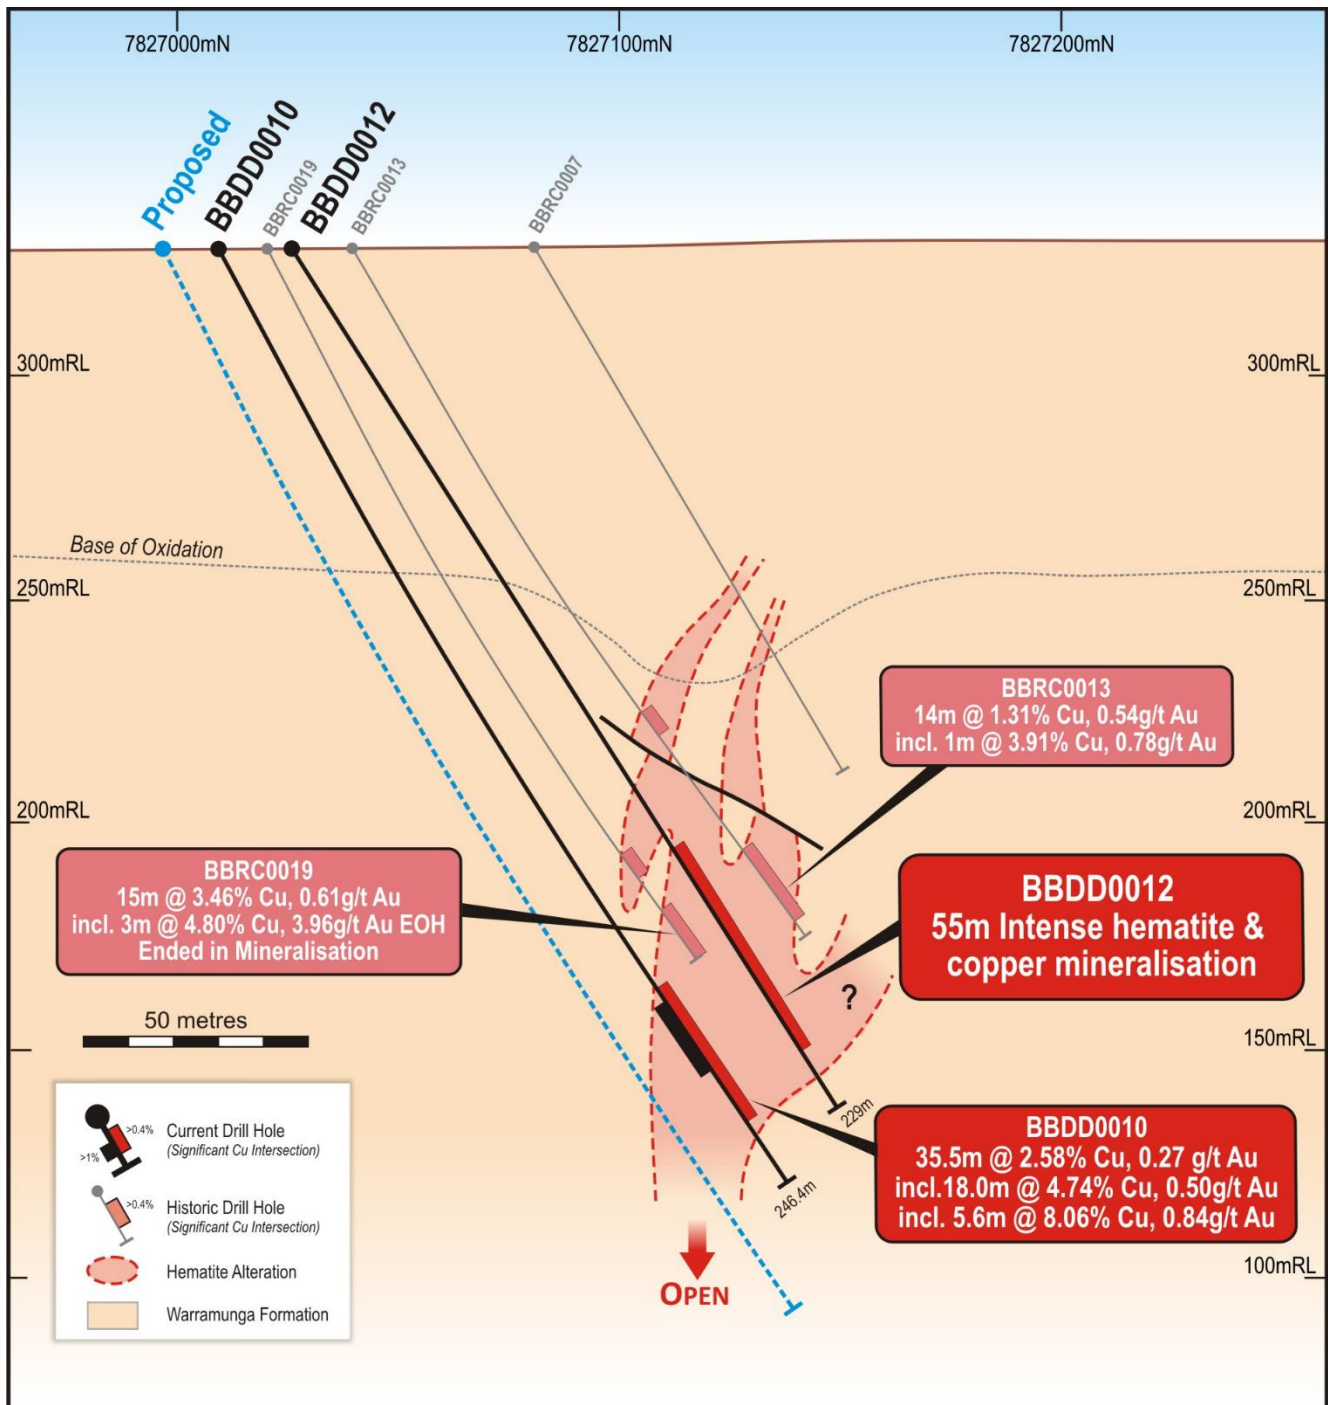 7827000mN
7827100mN
7827200mN
Proposed
BBDD0010
BBRC0019
BBDD0012
BBRC0013
BBRC0007
300mRL
300mRL
Base of Oxidation
250mRL
250mRL
BBRC0013
14m @ 1.31% Cu, 0.54g/t Au
incl. 1m @ 3.91% Cu, 0.78g/t Au
200mRL
200mRL
BBRC0019
15m @ 3.46% Cu, 0.61g/t Au
incl. 3m @ 4.80% Cu, 3.96g/t Au EOH
Ended in Mineralisation
BBDD0012
55m Intense hematite &
copper mineralisation
?
50 metres
150mRL
229m
246.4m
BBDD0010
35.5m @ 2.58% Cu, 0.27 g/t Au
incl.18.0m @ 4.74% Cu, 0.50g/t Au
incl. 5.6m @ 8.06% Cu, 0.84g/t Au
>0.4%
>1%
Current Drill Hole
(Significant Cu Intersection)
>0.4%
Historic Drill Hole
(Significant Cu Intersection)
Hematite Alteration
Warramunga Formation
OPEN
100mRL